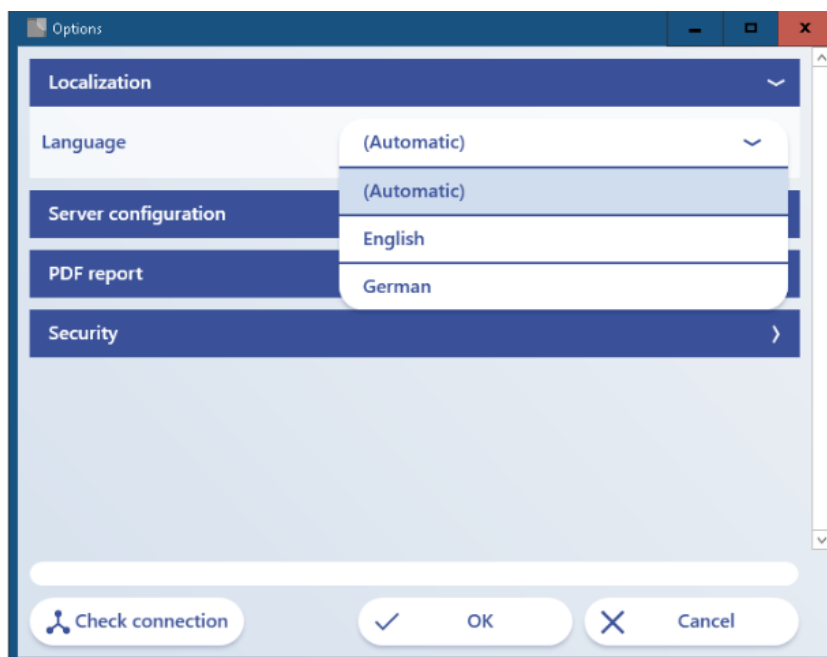 Options
Localization
Language
(Automatic)
(Automatic)
English
German
Server configuration
PDF report
Security
Check connection
OK
Cancel